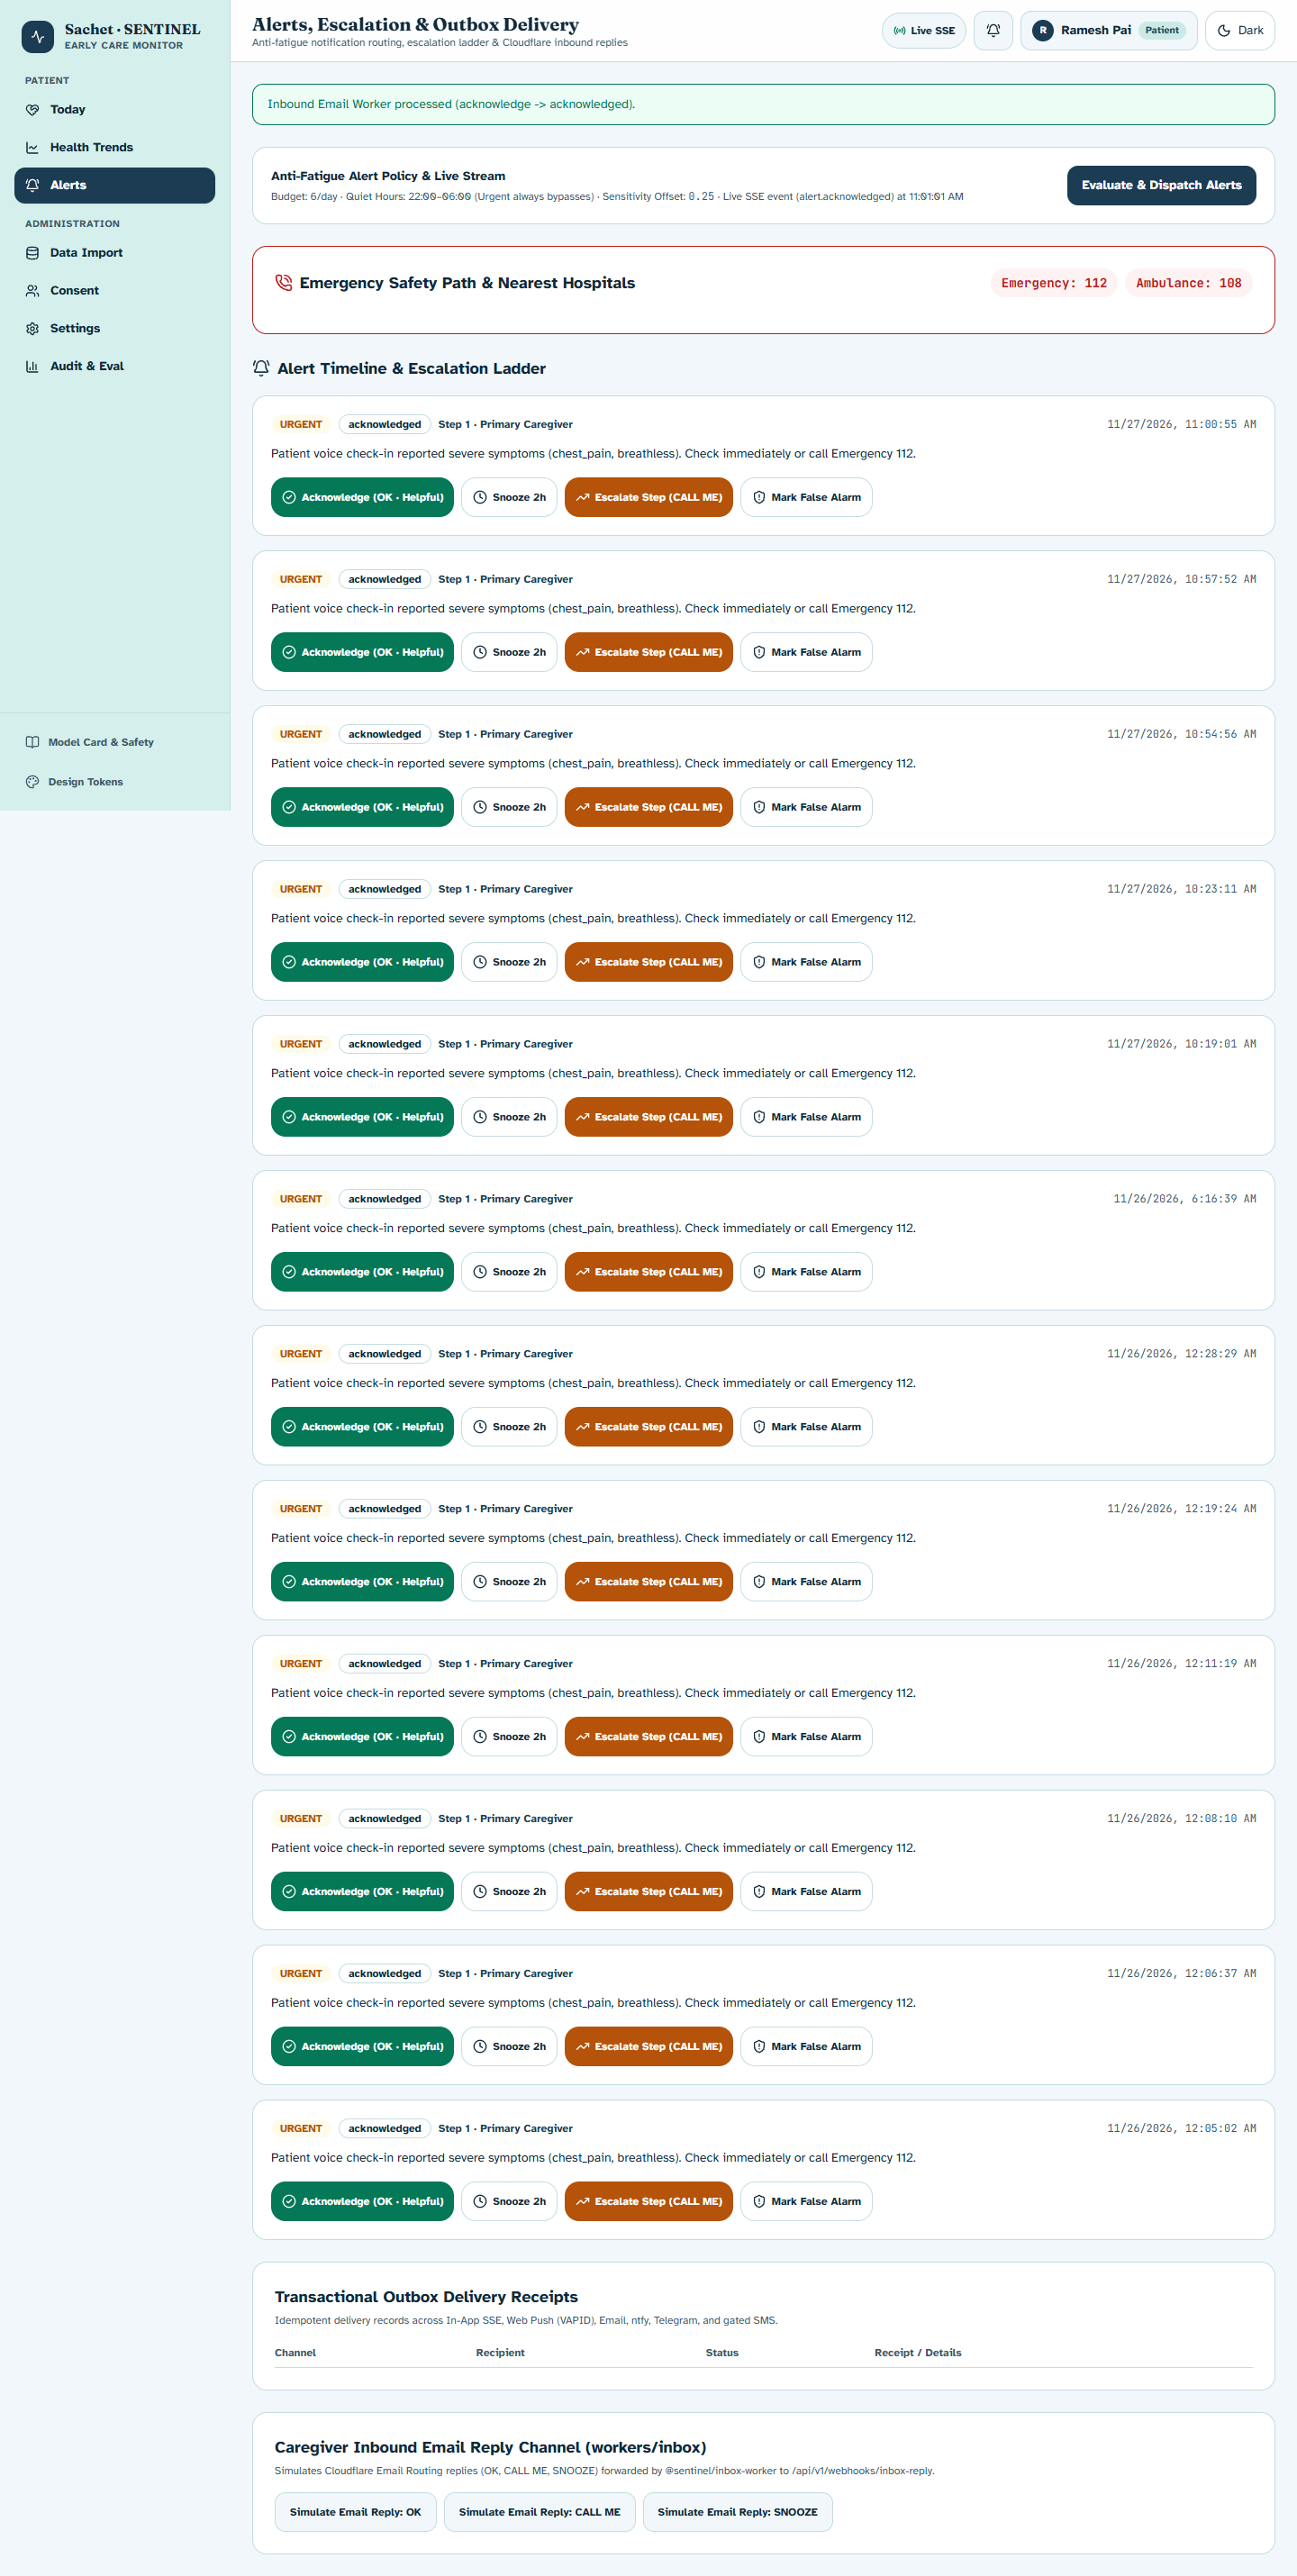 Sachet · SENTINEL
EARLY CARE MONITOR
PATIENT
Today
Health Trends
Alerts
ADMINISTRATION
Data Import
Consent
Settings
Audit & Eval
Model Card & Safety
Design Tokens
Alerts, Escalation & Outbox Delivery
Anti-fatigue notification routing, escalation ladder & Cloudflare inbound replies
Live SSE
R Ramesh Pai Patient
Dark
Inbound Email Worker processed (acknowledge -> acknowledged).
Anti-Fatigue Alert Policy & Live Stream
Budget: 6/day · Quiet Hours: 22:00–06:00 (Urgent always bypasses) · Sensitivity Offset: 0.25 · Live SSE event (alert.acknowledged) at 11:01:01 AM
Evaluate & Dispatch Alerts
Emergency Safety Path & Nearest Hospitals
Emergency: 112 Ambulance: 108
Alert Timeline & Escalation Ladder
URGENT acknowledged Step 1 · Primary Caregiver 11/27/2026, 11:00:55 AM
Patient voice check-in reported severe symptoms (chest_pain, breathless). Check immediately or call Emergency 112.
Acknowledge (OK · Helpful) Snooze 2h Escalate Step (CALL ME) Mark False Alarm
URGENT acknowledged Step 1 · Primary Caregiver 11/27/2026, 10:57:52 AM
Patient voice check-in reported severe symptoms (chest_pain, breathless). Check immediately or call Emergency 112.
Acknowledge (OK · Helpful) Snooze 2h Escalate Step (CALL ME) Mark False Alarm
URGENT acknowledged Step 1 · Primary Caregiver 11/27/2026, 10:54:56 AM
Patient voice check-in reported severe symptoms (chest_pain, breathless). Check immediately or call Emergency 112.
Acknowledge (OK · Helpful) Snooze 2h Escalate Step (CALL ME) Mark False Alarm
URGENT acknowledged Step 1 · Primary Caregiver 11/27/2026, 10:23:11 AM
Patient voice check-in reported severe symptoms (chest_pain, breathless). Check immediately or call Emergency 112.
Acknowledge (OK · Helpful) Snooze 2h Escalate Step (CALL ME) Mark False Alarm
URGENT acknowledged Step 1 · Primary Caregiver 11/27/2026, 10:19:01 AM
Patient voice check-in reported severe symptoms (chest_pain, breathless). Check immediately or call Emergency 112.
Acknowledge (OK · Helpful) Snooze 2h Escalate Step (CALL ME) Mark False Alarm
URGENT acknowledged Step 1 · Primary Caregiver 11/26/2026, 6:16:39 AM
Patient voice check-in reported severe symptoms (chest_pain, breathless). Check immediately or call Emergency 112.
Acknowledge (OK · Helpful) Snooze 2h Escalate Step (CALL ME) Mark False Alarm
URGENT acknowledged Step 1 · Primary Caregiver 11/26/2026, 12:28:29 AM
Patient voice check-in reported severe symptoms (chest_pain, breathless). Check immediately or call Emergency 112.
Acknowledge (OK · Helpful) Snooze 2h Escalate Step (CALL ME) Mark False Alarm
URGENT acknowledged Step 1 · Primary Caregiver 11/26/2026, 12:19:24 AM
Patient voice check-in reported severe symptoms (chest_pain, breathless). Check immediately or call Emergency 112.
Acknowledge (OK · Helpful) Snooze 2h Escalate Step (CALL ME) Mark False Alarm
URGENT acknowledged Step 1 · Primary Caregiver 11/26/2026, 12:11:19 AM
Patient voice check-in reported severe symptoms (chest_pain, breathless). Check immediately or call Emergency 112.
Acknowledge (OK · Helpful) Snooze 2h Escalate Step (CALL ME) Mark False Alarm
URGENT acknowledged Step 1 · Primary Caregiver 11/26/2026, 12:08:10 AM
Patient voice check-in reported severe symptoms (chest_pain, breathless). Check immediately or call Emergency 112.
Acknowledge (OK · Helpful) Snooze 2h Escalate Step (CALL ME) Mark False Alarm
URGENT acknowledged Step 1 · Primary Caregiver 11/26/2026, 12:06:37 AM
Patient voice check-in reported severe symptoms (chest_pain, breathless). Check immediately or call Emergency 112.
Acknowledge (OK · Helpful) Snooze 2h Escalate Step (CALL ME) Mark False Alarm
URGENT acknowledged Step 1 · Primary Caregiver 11/26/2026, 12:05:02 AM
Patient voice check-in reported severe symptoms (chest_pain, breathless). Check immediately or call Emergency 112.
Acknowledge (OK · Helpful) Snooze 2h Escalate Step (CALL ME) Mark False Alarm
Transactional Outbox Delivery Receipts
Idempotent delivery records across In-App SSE, Web Push (VAPID), Email, ntfy, Telegram, and gated SMS.
Channel Recipient Status Receipt / Details
Caregiver Inbound Email Reply Channel (workers/inbox)
Simulates Cloudflare Email Routing replies (OK, CALL ME, SNOOZE) forwarded by @sentinel/inbox-worker to /api/v1/webhooks/inbox-reply.
Simulate Email Reply: OK Simulate Email Reply: CALL ME Simulate Email Reply: SNOOZE